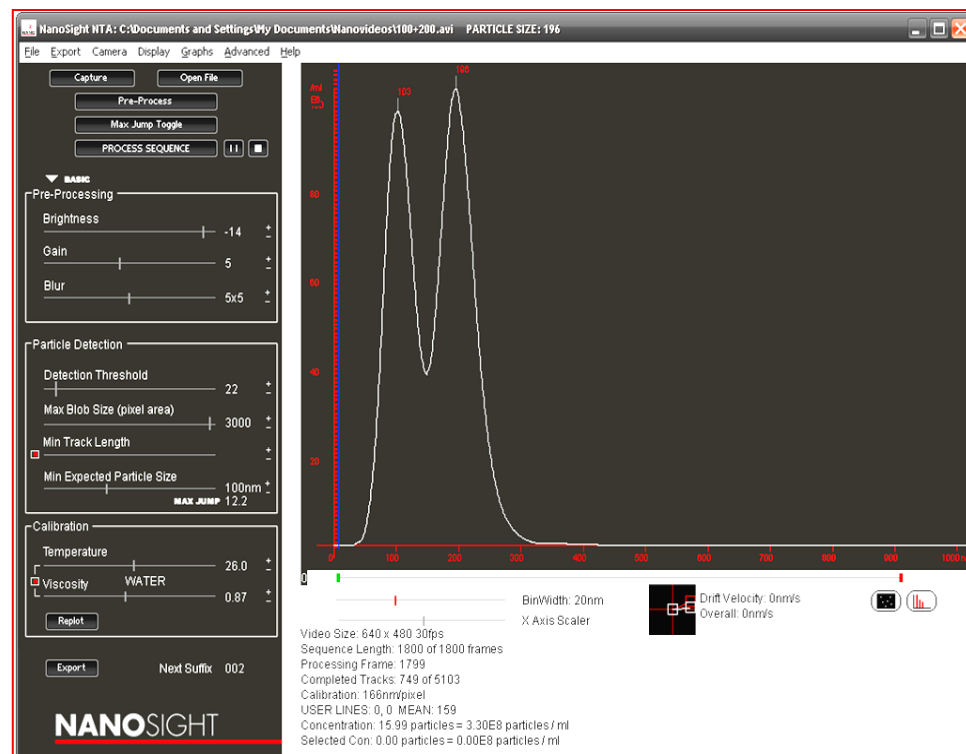 NanoSight NTA: C:\Documents and Settings\My Documents\Nanovideos\100+200.avi PARTICLE SIZE: 196
File Export Camera Display Graphs Advanced Help
Capture Open File
Pre-Process
Max Jump Toggle
PROCESS SEQUENCE
BASIC
Pre-Processing
Brightness
-14
Gain
5
Blur
5x5
Particle Detection
Detection Threshold
22
Max Blob Size (pixel area)
3000
Min Track Length
Min Expected Particle Size
100nm
MAX JUMP 12.2
Calibration
Temperature
26.0
Viscosity WATER
0.87
Replot
Export Next Suffix 002
NANOSIGHT
/ml
E6
103
196
80
60
40
20
0 100 200 300 400 500 600 700 800 900 1000
0
BinWidth: 20nm
X Axis Scaler
Drift Velocity: 0nm/s
Overall: 0nm/s
Video Size: 640 x 480 30fps
Sequence Length: 1800 of 1800 frames
Processing Frame: 1799
Completed Tracks: 749 of 5103
Calibration: 166nm/pixel
USER LINES: 0, 0 MEAN: 159
Concentration: 15.99 particles = 3.30E8 particles / ml
Selected Con: 0.00 particles = 0.00E8 particles / ml